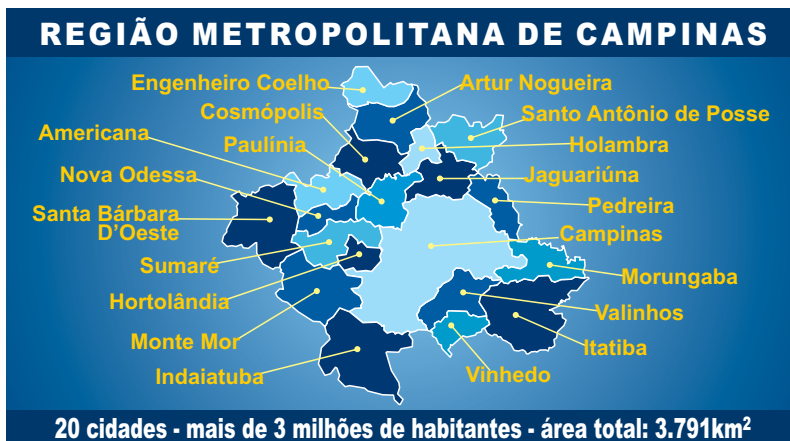 REGIÃO METROPOLITANA DE CAMPINAS
Engenheiro Coelho
Artur Nogueira
Cosmópolis
Santo Antônio de Posse
Americana
Paulínia
Holambra
Nova Odessa
Jaguariúna
Santa Bárbara
D'Oeste
Pedreira
Campinas
Sumaré
Morungaba
Hortolândia
Valinhos
Monte Mor
Itatiba
Indaiatuba
Vinhedo
20 cidades - mais de 3 milhões de habitantes - área total: 3.791km²